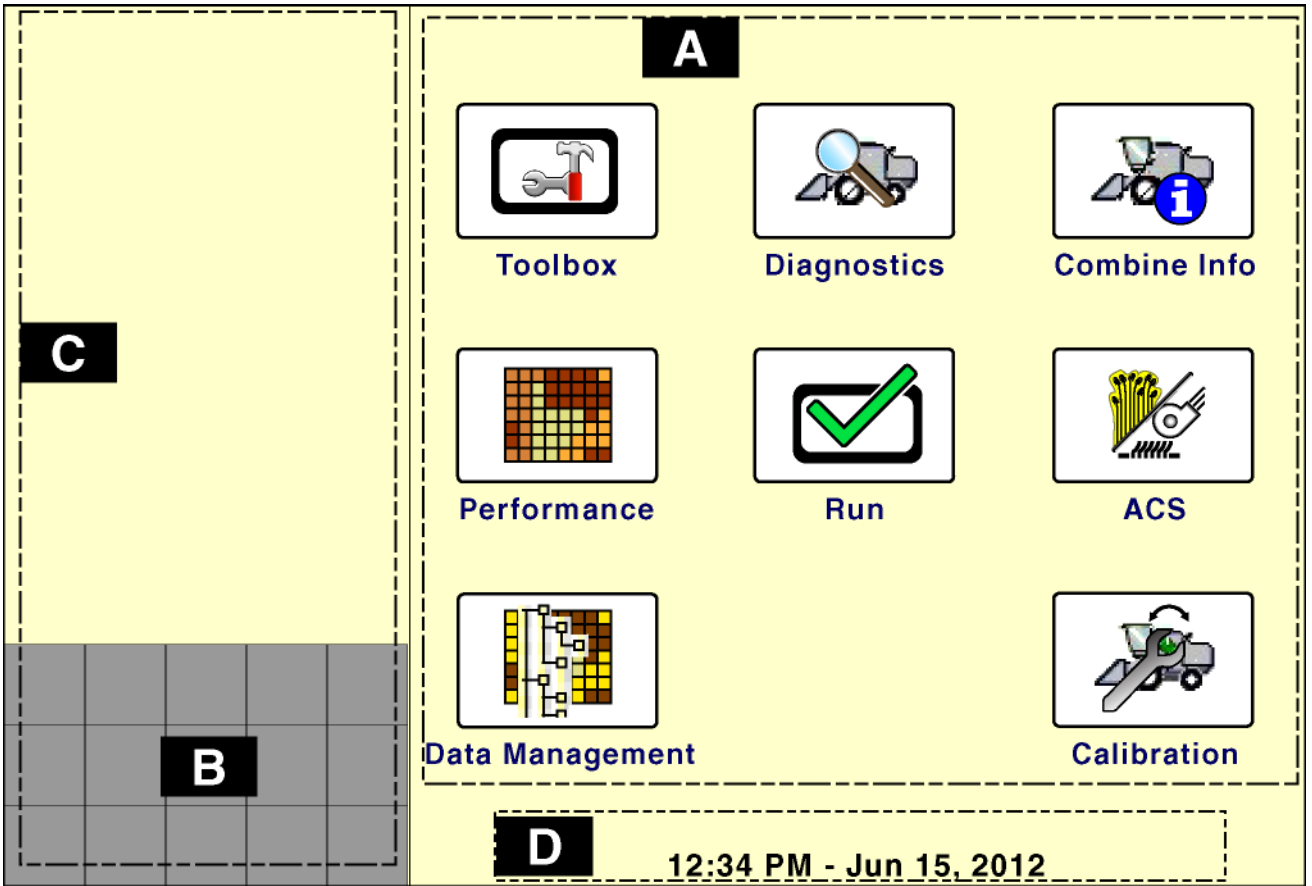 A
Toolbox
Diagnostics
Combine Info
C
Performance
Run
ACS
B
Data Management
Calibration
D
12:34 PM - Jun 15, 2012